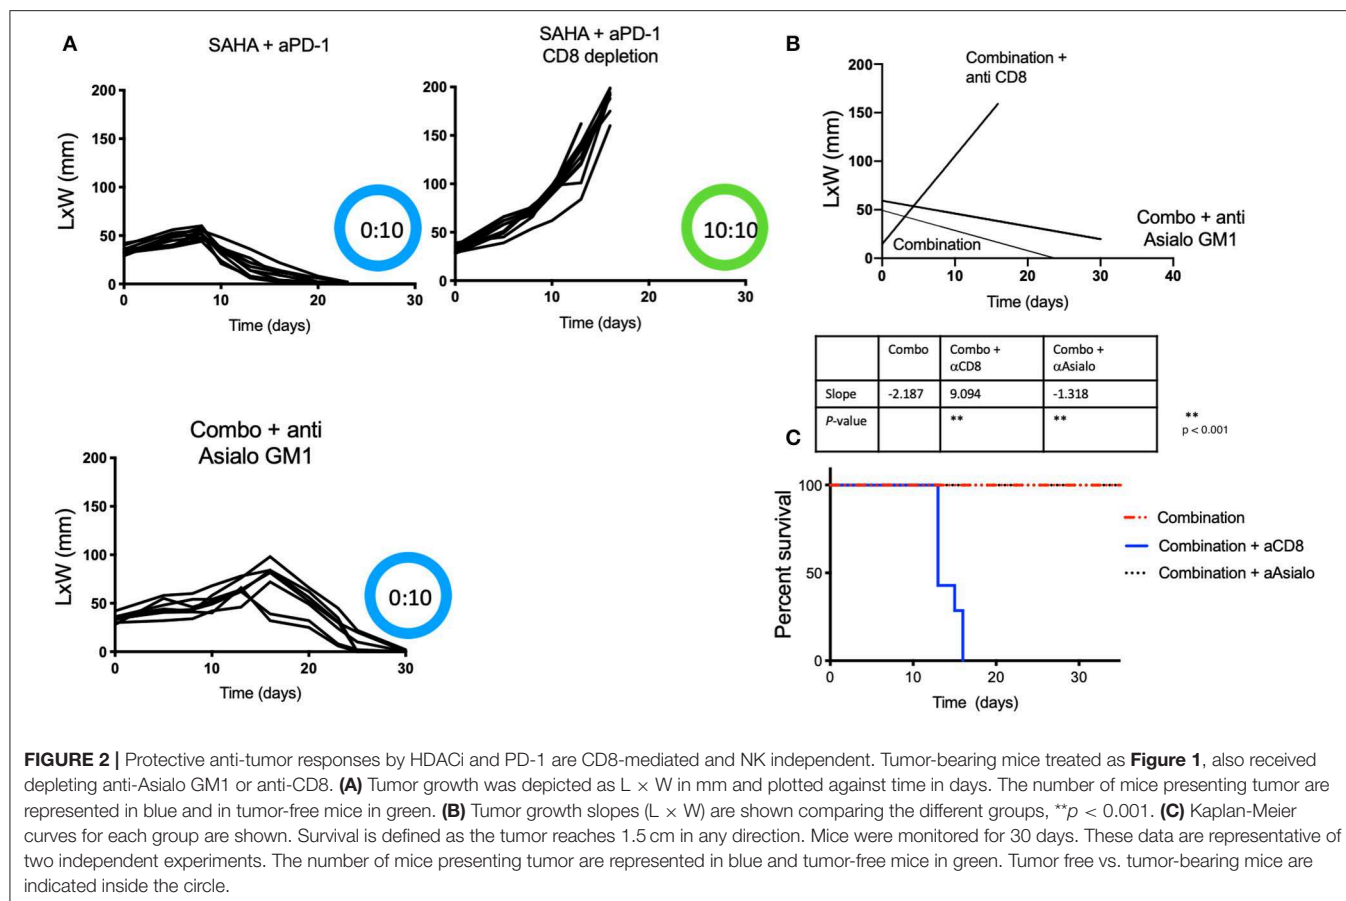 A
SAHA + aPD-1
LxW (mm)
200
150
100
50
0
0 10 20 30
Time (days)
0:10
SAHA + aPD-1
CD8 depletion
200
150
100
50
0
0 10 20 30
Time (days)
10:10
B
LxW (mm)
200
150
100
50
0
0 10 20 30 40
Time (days)
Combination +
anti CD8
Combination
Combo + anti
Asialo GM1
Combo Combo + αCD8 Combo + αAsialo
Slope -2.187 9.094 -1.318
P-value ** **
**
p < 0.001
Combo + anti
Asialo GM1
LxW (mm)
200
150
100
50
0
0 10 20 30
Time (days)
0:10
C
Percent survival
100
50
0
0 10 20 30
Time (days)
Combination
Combination + aCD8
Combination + aAsialo
FIGURE 2 | Protective anti-tumor responses by HDACi and PD-1 are CD8-mediated and NK independent. Tumor-bearing mice treated as Figure 1, also received
depleting anti-Asialo GM1 or anti-CD8. (A) Tumor growth was depicted as L × W in mm and plotted against time in days. The number of mice presenting tumor are
represented in blue and in tumor-free mice in green. (B) Tumor growth slopes (L × W) are shown comparing the different groups, **p < 0.001. (C) Kaplan-Meier
curves for each group are shown. Survival is defined as the tumor reaches 1.5 cm in any direction. Mice were monitored for 30 days. These data are representative of
two independent experiments. The number of mice presenting tumor are represented in blue and tumor-free mice in green. Tumor free vs. tumor-bearing mice are
indicated inside the circle.